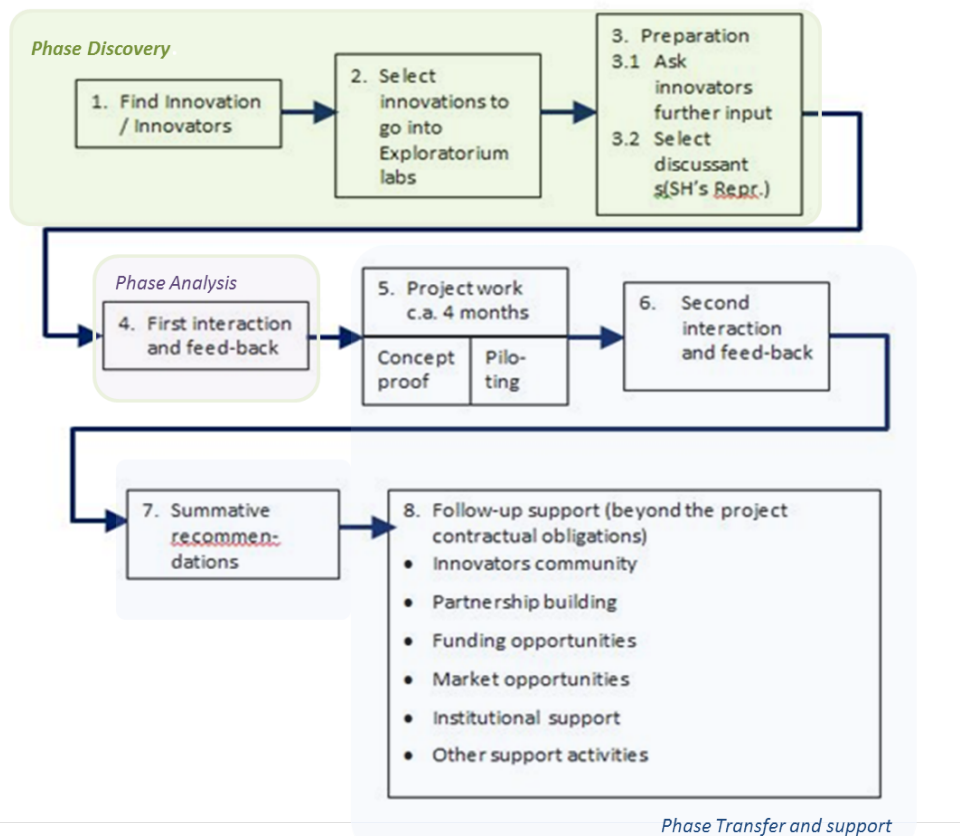 Phase Discovery
1. Find Innovation
/ Innovators
2. Select
innovations to
go into
Exploratorium
labs
3. Preparation
3.1 Ask
innovators
further input
3.2 Select
discussant
s(SH's Repr.)
Phase Analysis
4. First interaction
and feed-back
5. Project work
c.a. 4 months
Concept
proof
Pilo-
ting
6. Second
interaction
and feed-back
7. Summative
recommen-
dations
8. Follow-up support (beyond the project
contractual obligations)
• Innovators community
• Partnership building
• Funding opportunities
• Market opportunities
• Institutional support
• Other support activities
Phase Transfer and support